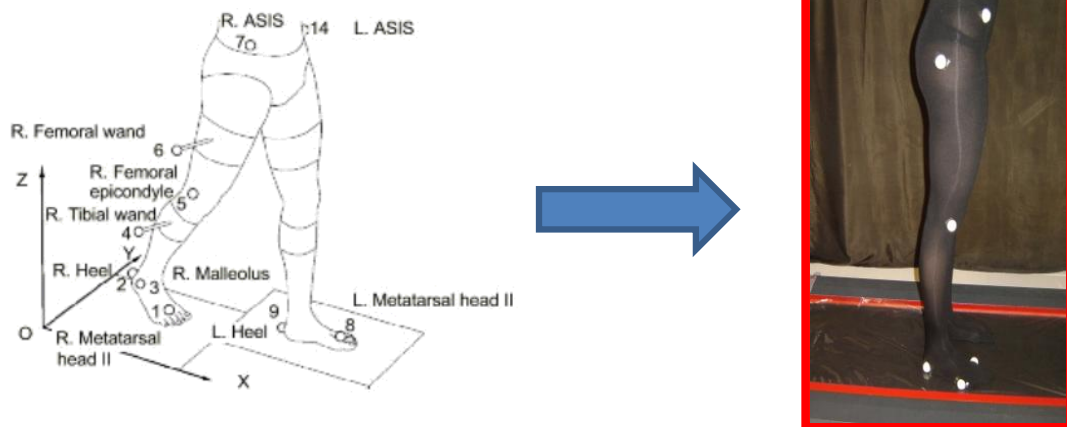 R. ASIS
7
14 L. ASIS
R. Femoral wand
6
Z
R. Femoral
epicondyle
5
R. Tibial wand
4
Y
R. Heel
2 3
R. Malleolus
1
L. Metatarsal head II
9
8
L. Heel
O
R. Metatarsal
head II
X